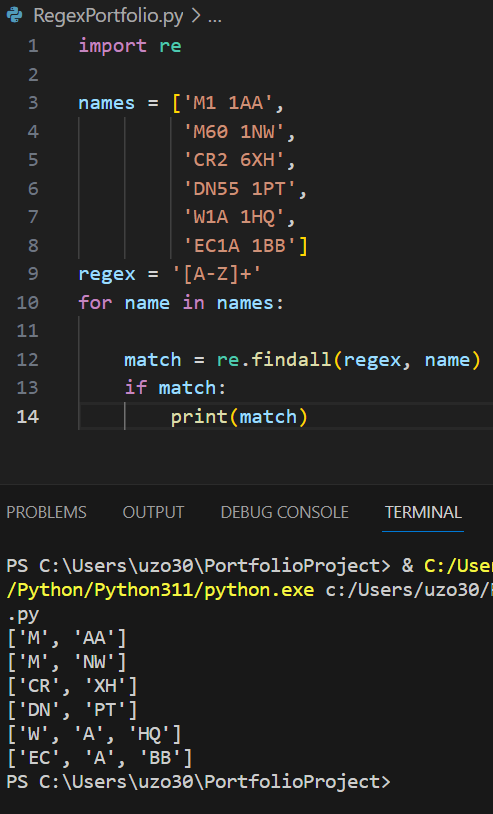 RegexPortfolio.py > ...
1 import re
2
3 names = ['M1 1AA',
4 'M60 1NW',
5 'CR2 6XH',
6 'DN55 1PT',
7 'W1A 1HQ',
8 'EC1A 1BB']
9 regex = '[A-Z]+'
10 for name in names:
11
12 match = re.findall(regex, name)
13 if match:
14 print(match)
PROBLEMS OUTPUT DEBUG CONSOLE TERMINAL
PS C:\Users\uzo30\PortfolioProject> & C:/User
/Python/Python311/python.exe c:/Users/uzo30/
.py
['M', 'AA']
['M', 'NW']
['CR', 'XH']
['DN', 'PT']
['W', 'A', 'HQ']
['EC', 'A', 'BB']
PS C:\Users\uzo30\PortfolioProject>